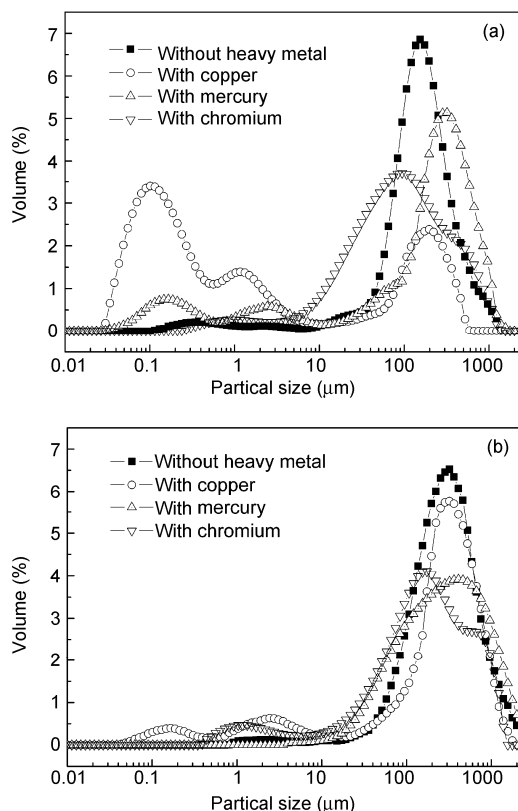 (a)
Without heavy metal
With copper
With mercury
With chromium
Volume (%)
7
6
5
4
3
2
1
0
0.01 0.1 1 10 100 1000
Partical size (μm)
(b)
Without heavy metal
With copper
With mercury
With chromium
Volume (%)
7
6
5
4
3
2
1
0
0.01 0.1 1 10 100 1000
Partical size (μm)